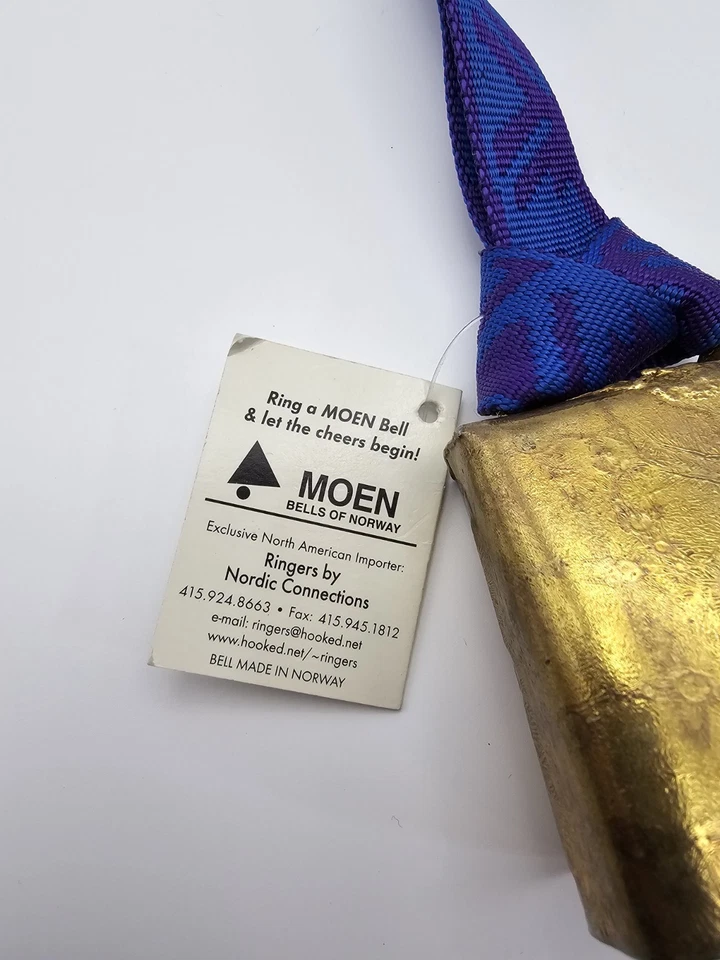 Ring a MOEN Bell
& let the cheers begin!
MOEN
BELLS OF NORWAY
Exclusive North American Importer:
Ringers by
Nordic Connections
415.924.8663 • Fax: 415.945.1812
e-mail: ringers@hooked.net
www.hooked.net/~ringers
BELL MADE IN NORWAY